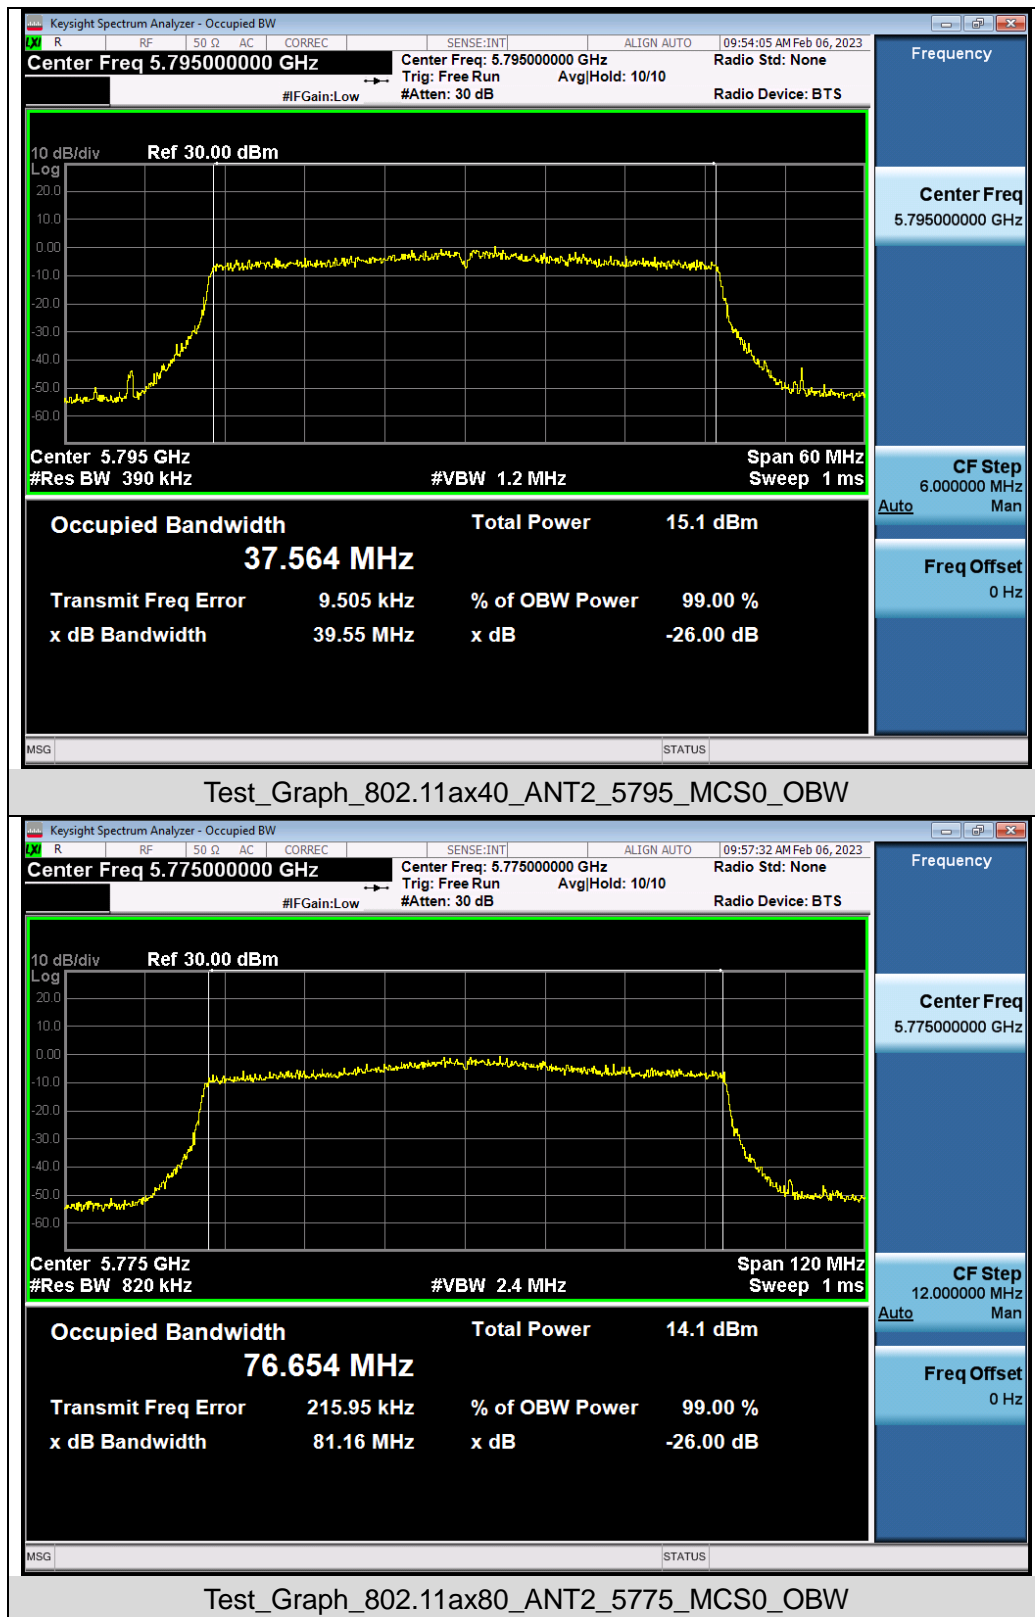 Keysight Spectrum Analyzer - Occupied BW
LXI R RF 50 Ω AC CORREC SENSE:INT ALIGN AUTO 09:54:05 AM Feb 06, 2023
Center Freq 5.795000000 GHz
Center Freq: 5.795000000 GHz Radio Std: None
Trig: Free Run Avg|Hold: 10/10
#IFGain:Low #Atten: 30 dB Radio Device: BTS
Frequency
10 dB/div Ref 30.00 dBm
Log
20.0
10.0
0.00
-10.0
-20.0
-30.0
-40.0
-50.0
-60.0
Center 5.795 GHz Span 60 MHz
#Res BW 390 kHz #VBW 1.2 MHz Sweep 1 ms
Center Freq
5.795000000 GHz
CF Step
6.000000 MHz
Auto Man
Freq Offset
0 Hz
Occupied Bandwidth Total Power 15.1 dBm
37.564 MHz
Transmit Freq Error 9.505 kHz % of OBW Power 99.00 %
x dB Bandwidth 39.55 MHz x dB -26.00 dB
MSG STATUS
Test_Graph_802.11ax40_ANT2_5795_MCS0_OBW
Keysight Spectrum Analyzer - Occupied BW
LXI R RF 50 Ω AC CORREC SENSE:INT ALIGN AUTO 09:57:32 AM Feb 06, 2023
Center Freq 5.775000000 GHz
Center Freq: 5.775000000 GHz Radio Std: None
Trig: Free Run Avg|Hold: 10/10
#IFGain:Low #Atten: 30 dB Radio Device: BTS
Frequency
10 dB/div Ref 30.00 dBm
Log
20.0
10.0
0.00
-10.0
-20.0
-30.0
-40.0
-50.0
-60.0
Center 5.775 GHz Span 120 MHz
#Res BW 820 kHz #VBW 2.4 MHz Sweep 1 ms
Center Freq
5.775000000 GHz
CF Step
12.000000 MHz
Auto Man
Freq Offset
0 Hz
Occupied Bandwidth Total Power 14.1 dBm
76.654 MHz
Transmit Freq Error 215.95 kHz % of OBW Power 99.00 %
x dB Bandwidth 81.16 MHz x dB -26.00 dB
MSG STATUS
Test_Graph_802.11ax80_ANT2_5775_MCS0_OBW